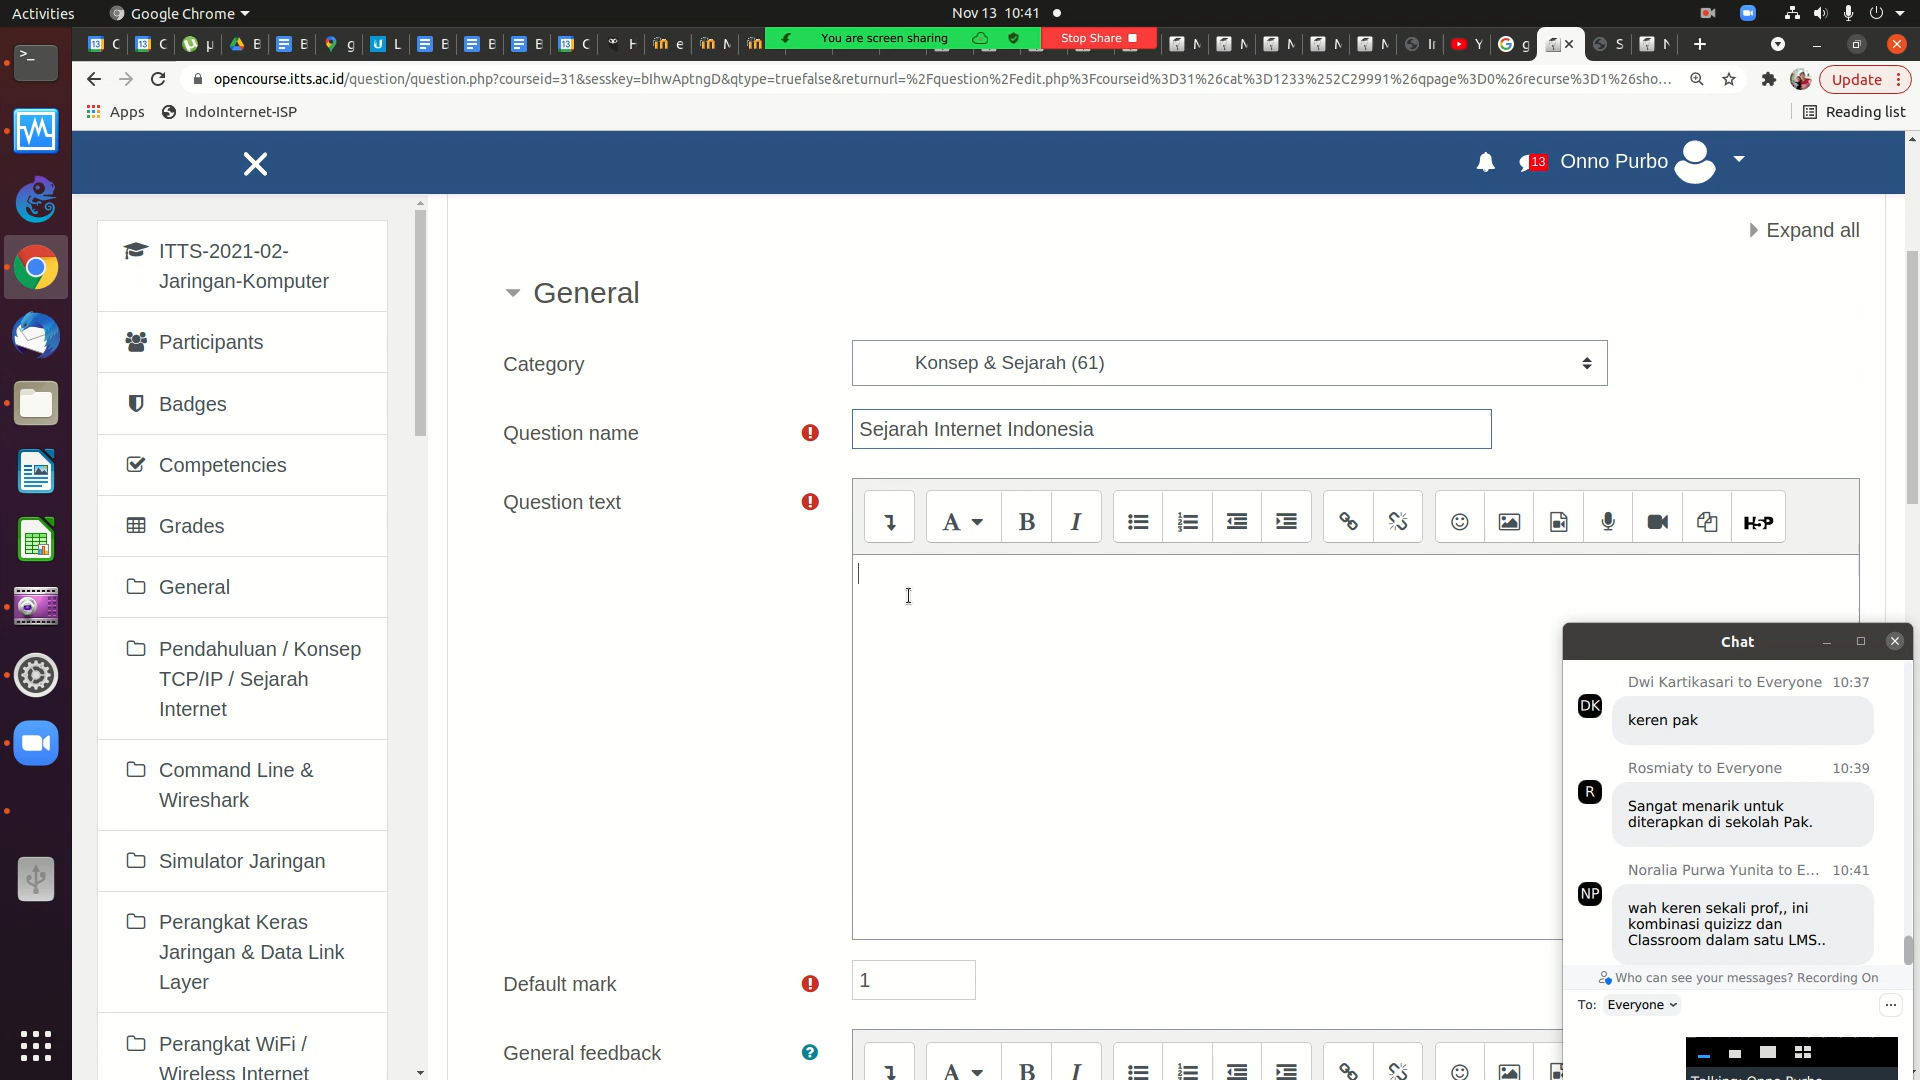 Activities Google Chrome Nov 13 10:41
You are screen sharing Stop Share
opencourse.itts.ac.id/question/question.php?courseid=31&sesskey=bIhwAptngD&qtype=truefalse&returnurl=%2Fquestion%2Fedit.php%3Fcourseid%3D31%26cat%3D1233%252C29991%26qpage%3D0%26recurse%3D1%26sho...
Update
Apps IndoInternet-ISP Reading list
13 Onno Purbo
ITTS-2021-02-
Jaringan-Komputer
Participants
Badges
Competencies
Grades
General
Pendahuluan / Konsep
TCP/IP / Sejarah
Internet
Command Line &
Wireshark
Simulator Jaringan
Perangkat Keras
Jaringan & Data Link
Layer
Perangkat WiFi /
Wireless Internet
Expand all
General
Category Konsep & Sejarah (61)
Question name Sejarah Internet Indonesia
Question text
A B I H-P
Default mark 1
General feedback
A B I
Chat
Dwi Kartikasari to Everyone 10:37
DK
keren pak
Rosmiaty to Everyone 10:39
R
Sangat menarik untuk
diterapkan di sekolah Pak.
Noralia Purwa Yunita to E... 10:41
NP
wah keren sekali prof,, ini
kombinasi quizizz dan
Classroom dalam satu LMS..
Who can see your messages? Recording On
To: Everyone